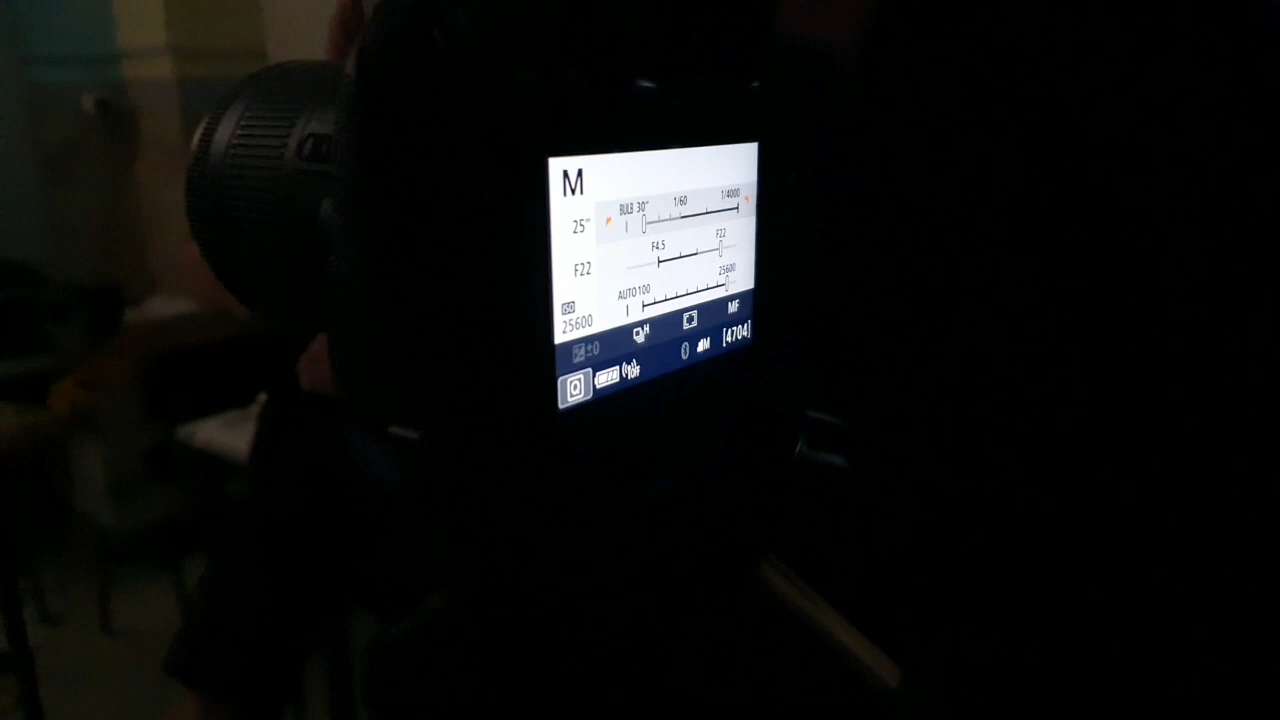 M
BULB 30" 1/60 1/4000
25"
F4.5 F22
F22
AUTO 100 25600
ISO
25600
H MF
±0
M [4704]
Q OFF